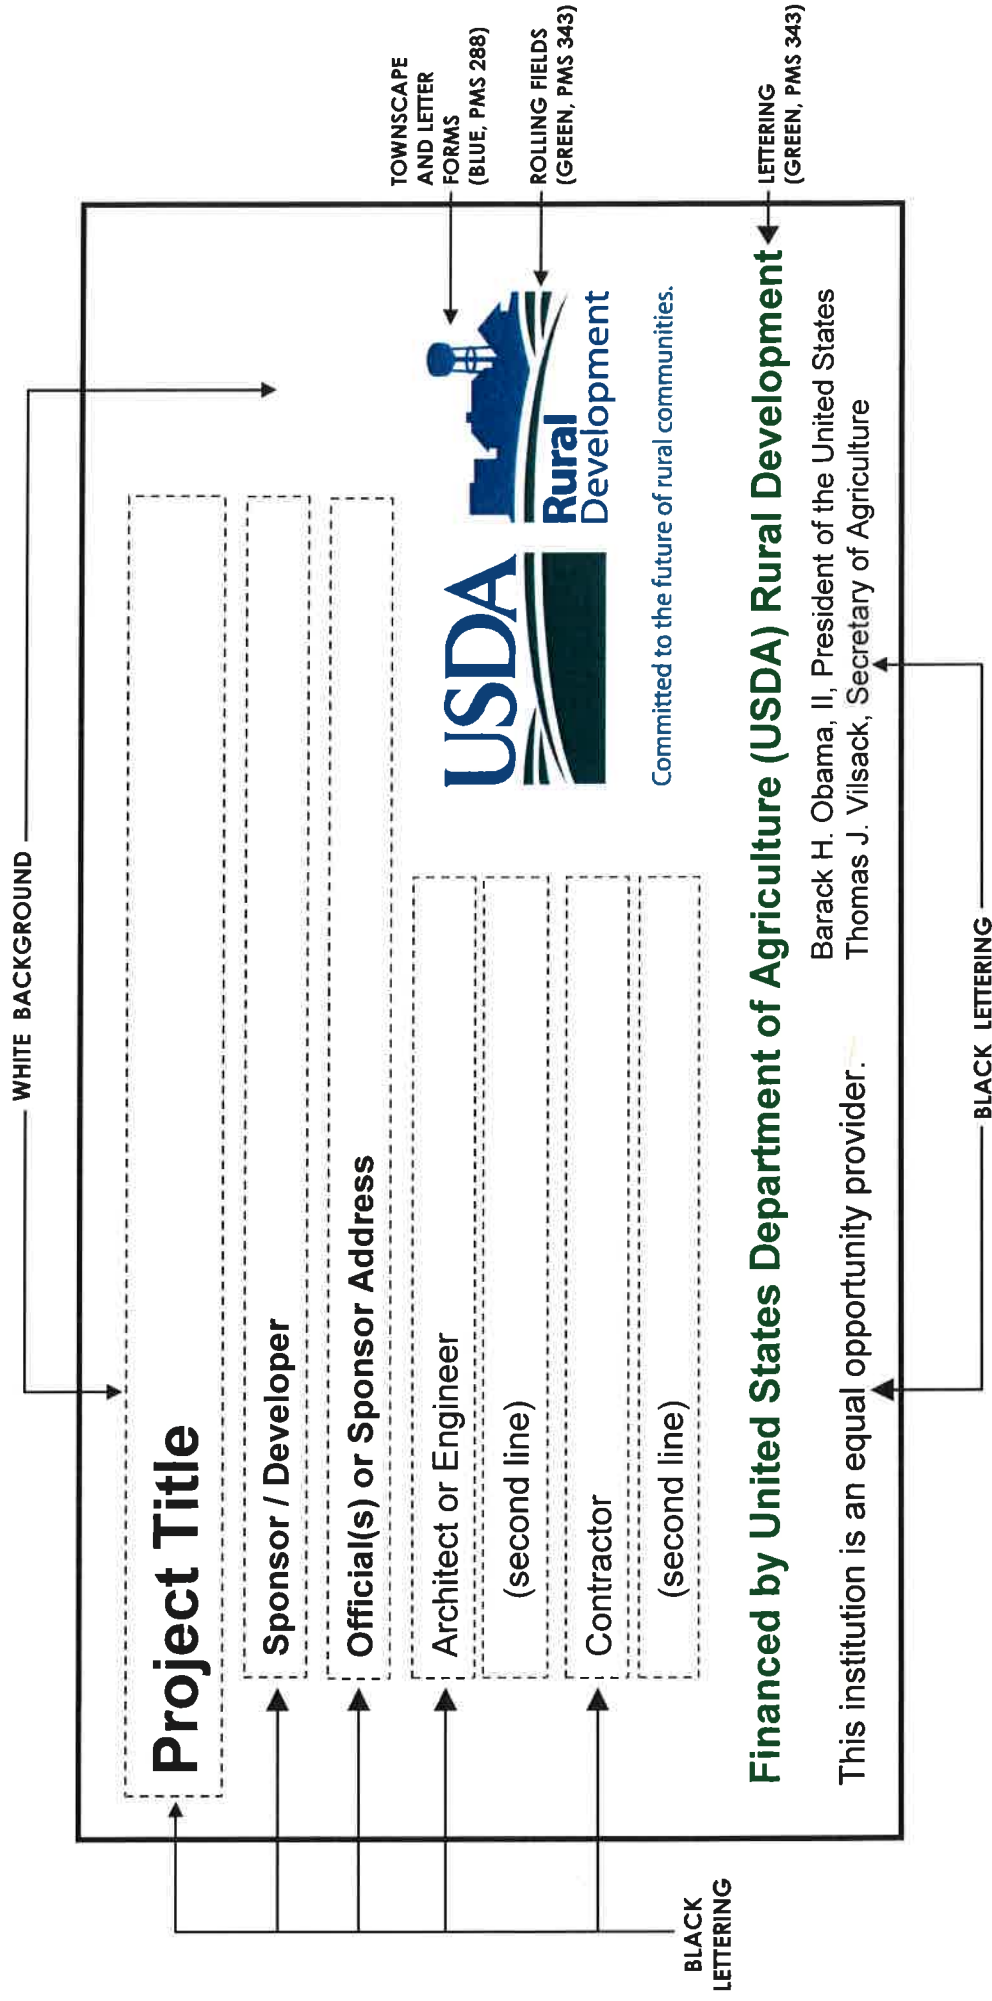 WHITE BACKGROUND
Project Title
Sponsor / Developer
Official(s) or Sponsor Address
Architect or Engineer
(second line)
Contractor
(second line)
BLACK
LETTERING
USDA
Rural
Development
Committed to the future of rural communities.
TOWNSCAPE
AND LETTER
FORMS
(BLUE, PMS 288)
ROLLING FIELDS
(GREEN, PMS 343)
LETTERING
(GREEN, PMS 343)
Financed by United States Department of Agriculture (USDA) Rural Development
This institution is an equal opportunity provider.
Barack H. Obama, II, President of the United States
Thomas J. Vilsack, Secretary of Agriculture
BLACK LETTERING